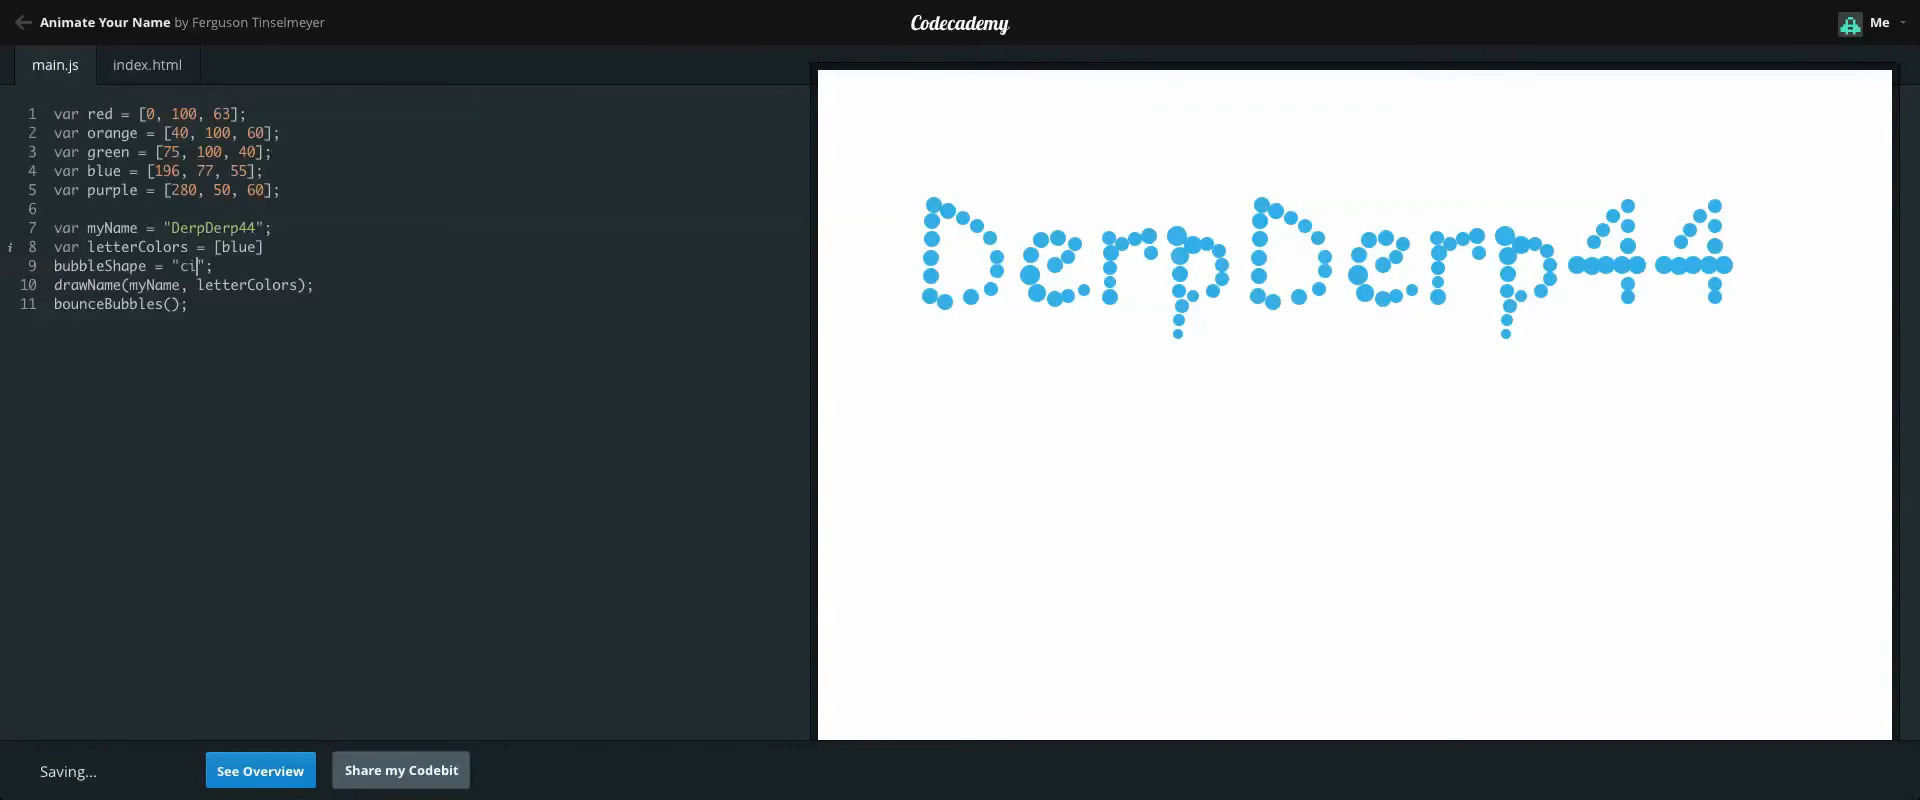 Animate Your Name by Ferguson Tinselmeyer
Codecademy
Me
main.js
index.html
1 var red = [0, 100, 63];
2 var orange = [40, 100, 60];
3 var green = [75, 100, 40];
4 var blue = [196, 77, 55];
5 var purple = [280, 50, 60];
6
7 var myName = "DerpDerp44";
i 8 var letterColors = [blue]
9 bubbleShape = "ci";
10 drawName(myName, letterColors);
11 bounceBubbles();
DerpDerp44
Saving...
See Overview
Share my Codebit